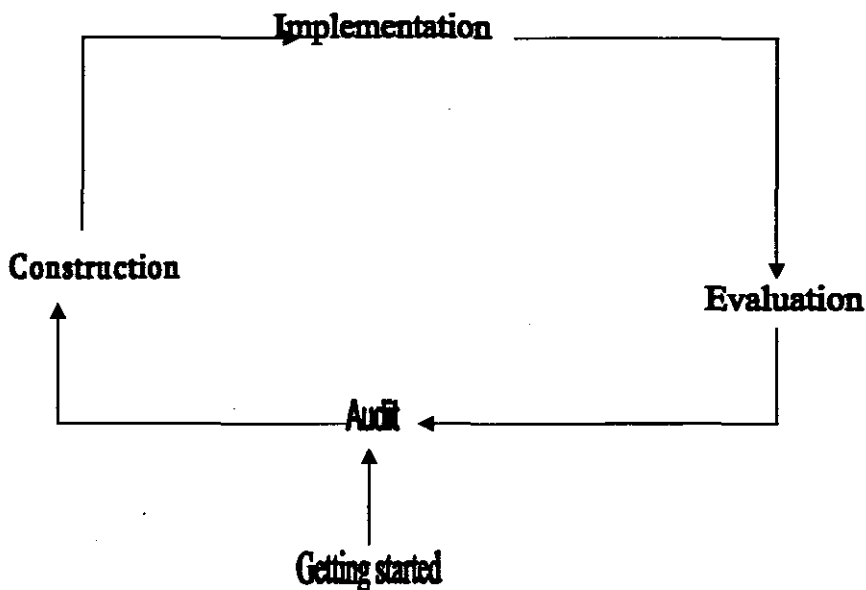 Implementation
Construction
Evaluation
Audit
Getting started